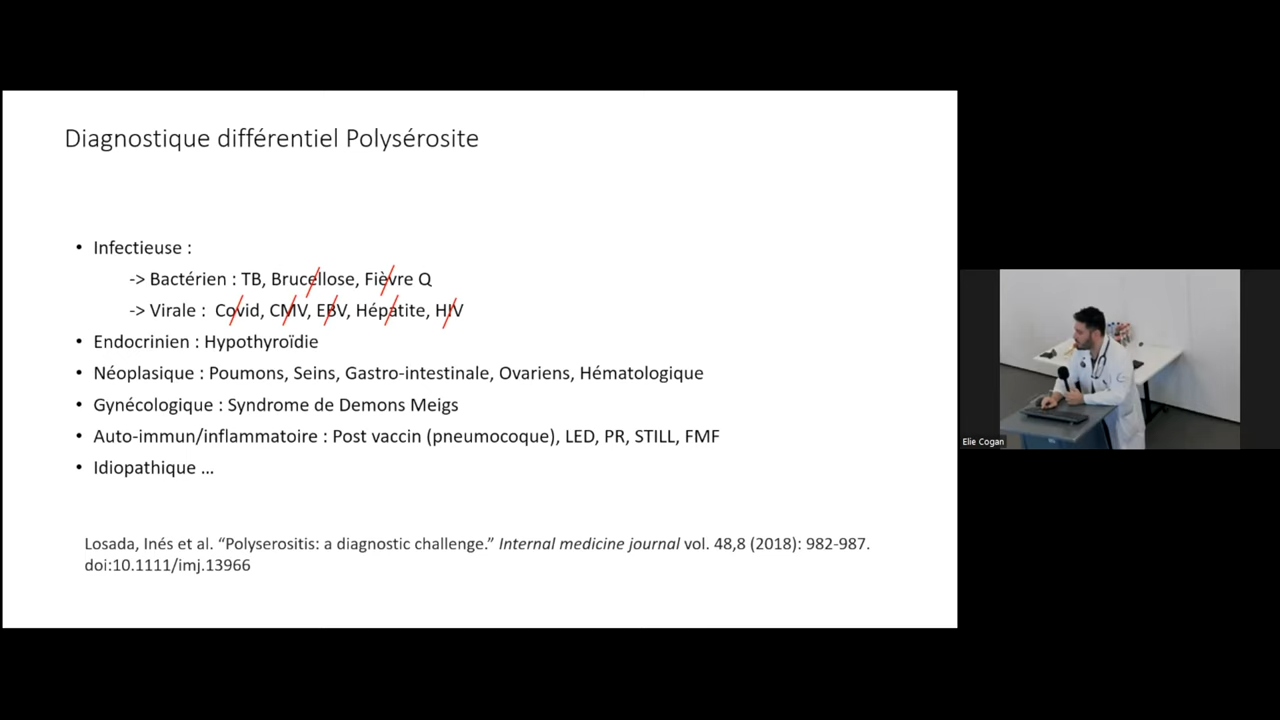 Diagnostique différentiel Polysérosite
• Infectieuse :
-> Bactérien : TB, Brucellose, Fièvre Q
-> Virale : Covid, CMV, EBV, Hépatite, HIV
• Endocrinien : Hypothyroïdie
• Néoplasique : Poumons, Seins, Gastro-intestinale, Ovariens, Hématologique
• Gynécologique : Syndrome de Demons Meigs
• Auto-immun/inflammatoire : Post vaccin (pneumocoque), LED, PR, STILL, FMF
• Idiopathique ...
Losada, Inés et al. “Polyserositis: a diagnostic challenge.” Internal medicine journal vol. 48,8 (2018): 982-987.
doi:10.1111/imj.13966
Elie Cogan